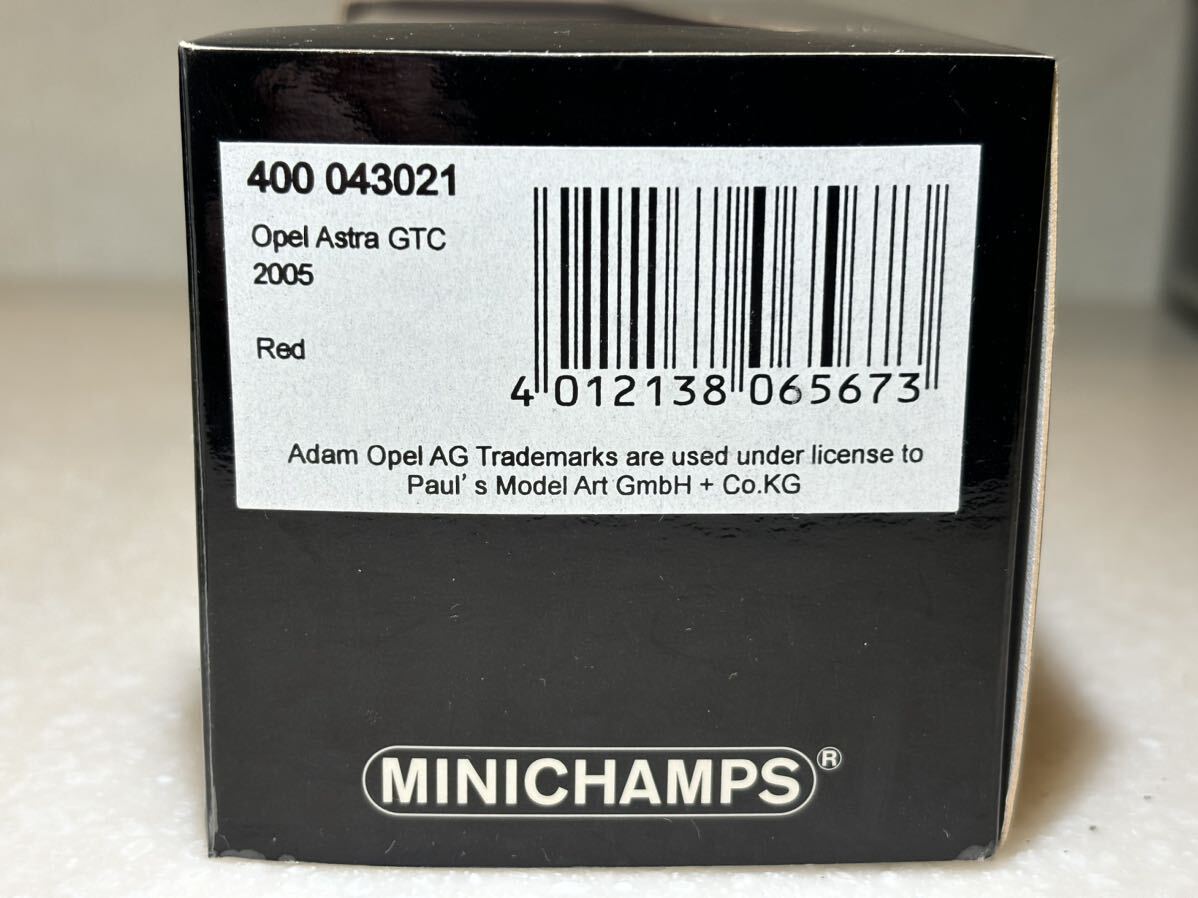 400 043021
Opel Astra GTC
2005
Red
4 012138 065673
Adam Opel AG Trademarks are used under license to
Paul's Model Art GmbH + Co.KG
MINICHAMPS®